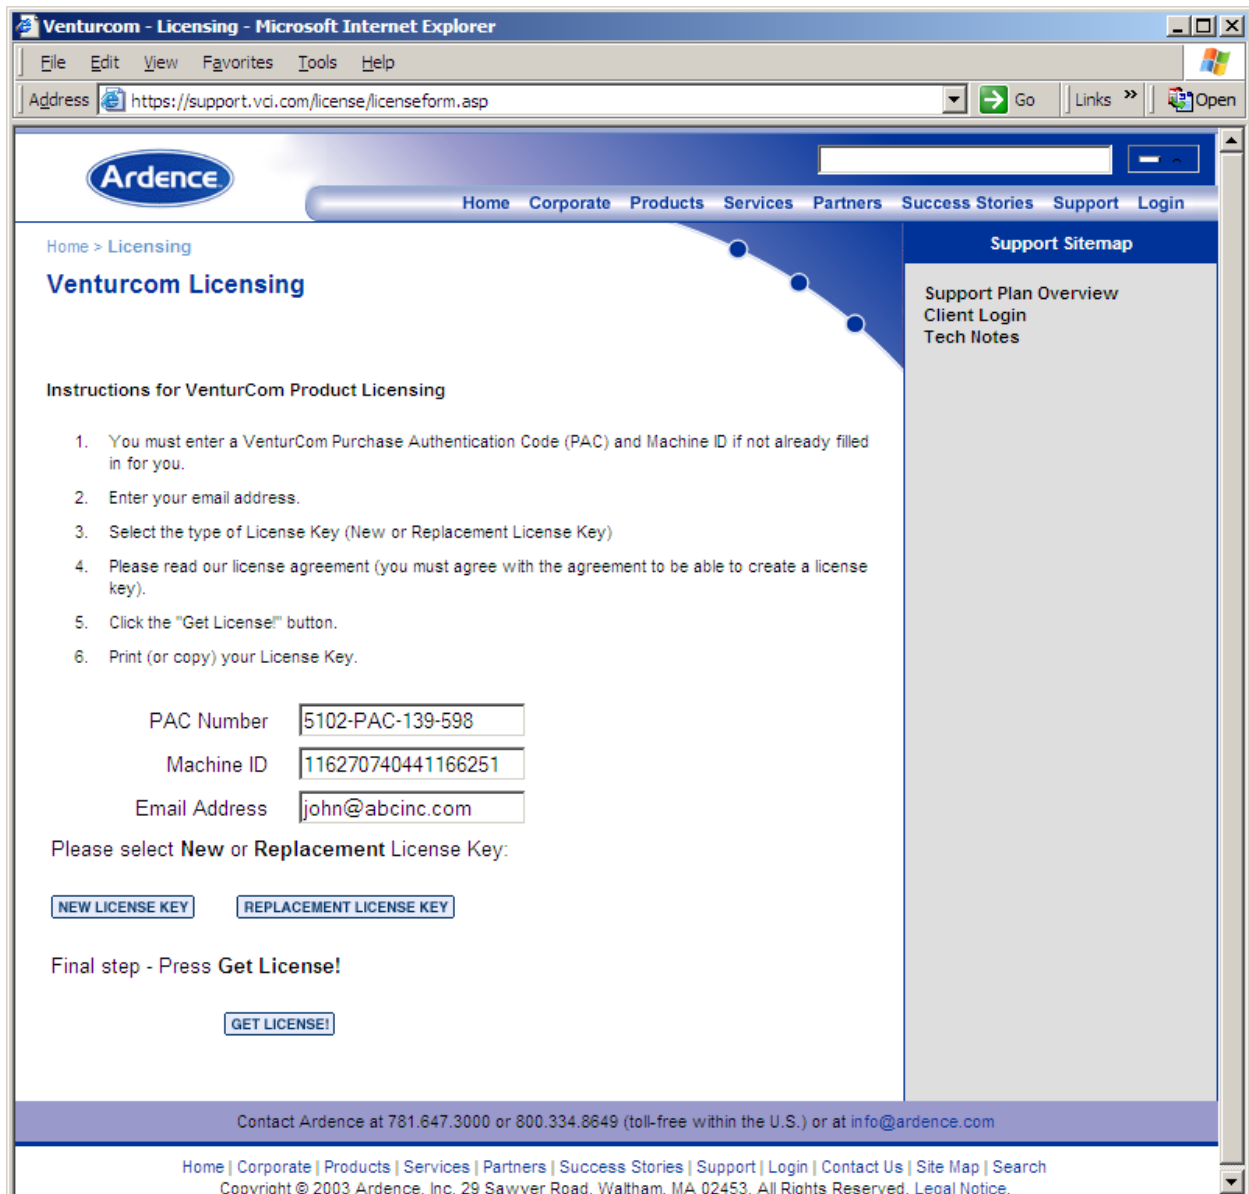 Venturcom - Licensing - Microsoft Internet Explorer
File Edit View Favorites Tools Help
Address https://support.vci.com/license/licenseform.asp Go Links » Open
Ardence
Home Corporate Products Services Partners Success Stories Support Login
Home > Licensing
Venturcom Licensing
Support Sitemap
Support Plan Overview
Client Login
Tech Notes
Instructions for VenturCom Product Licensing
1. You must enter a VenturCom Purchase Authentication Code (PAC) and Machine ID if not already filled
in for you.
2. Enter your email address.
3. Select the type of License Key (New or Replacement License Key)
4. Please read our license agreement (you must agree with the agreement to be able to create a license
key).
5. Click the "Get License!" button.
6. Print (or copy) your License Key.
PAC Number 5102-PAC-139-598
Machine ID 116270740441166251
Email Address john@abcinc.com
Please select New or Replacement License Key:
NEW LICENSE KEY REPLACEMENT LICENSE KEY
Final step - Press Get License!
GET LICENSE!
Contact Ardence at 781.647.3000 or 800.334.8649 (toll-free within the U.S.) or at info@ardence.com
Home | Corporate | Products | Services | Partners | Success Stories | Support | Login | Contact Us | Site Map | Search
Copyright © 2003 Ardence, Inc. 29 Sawyer Road, Waltham, MA 02453. All Rights Reserved. Legal Notice.